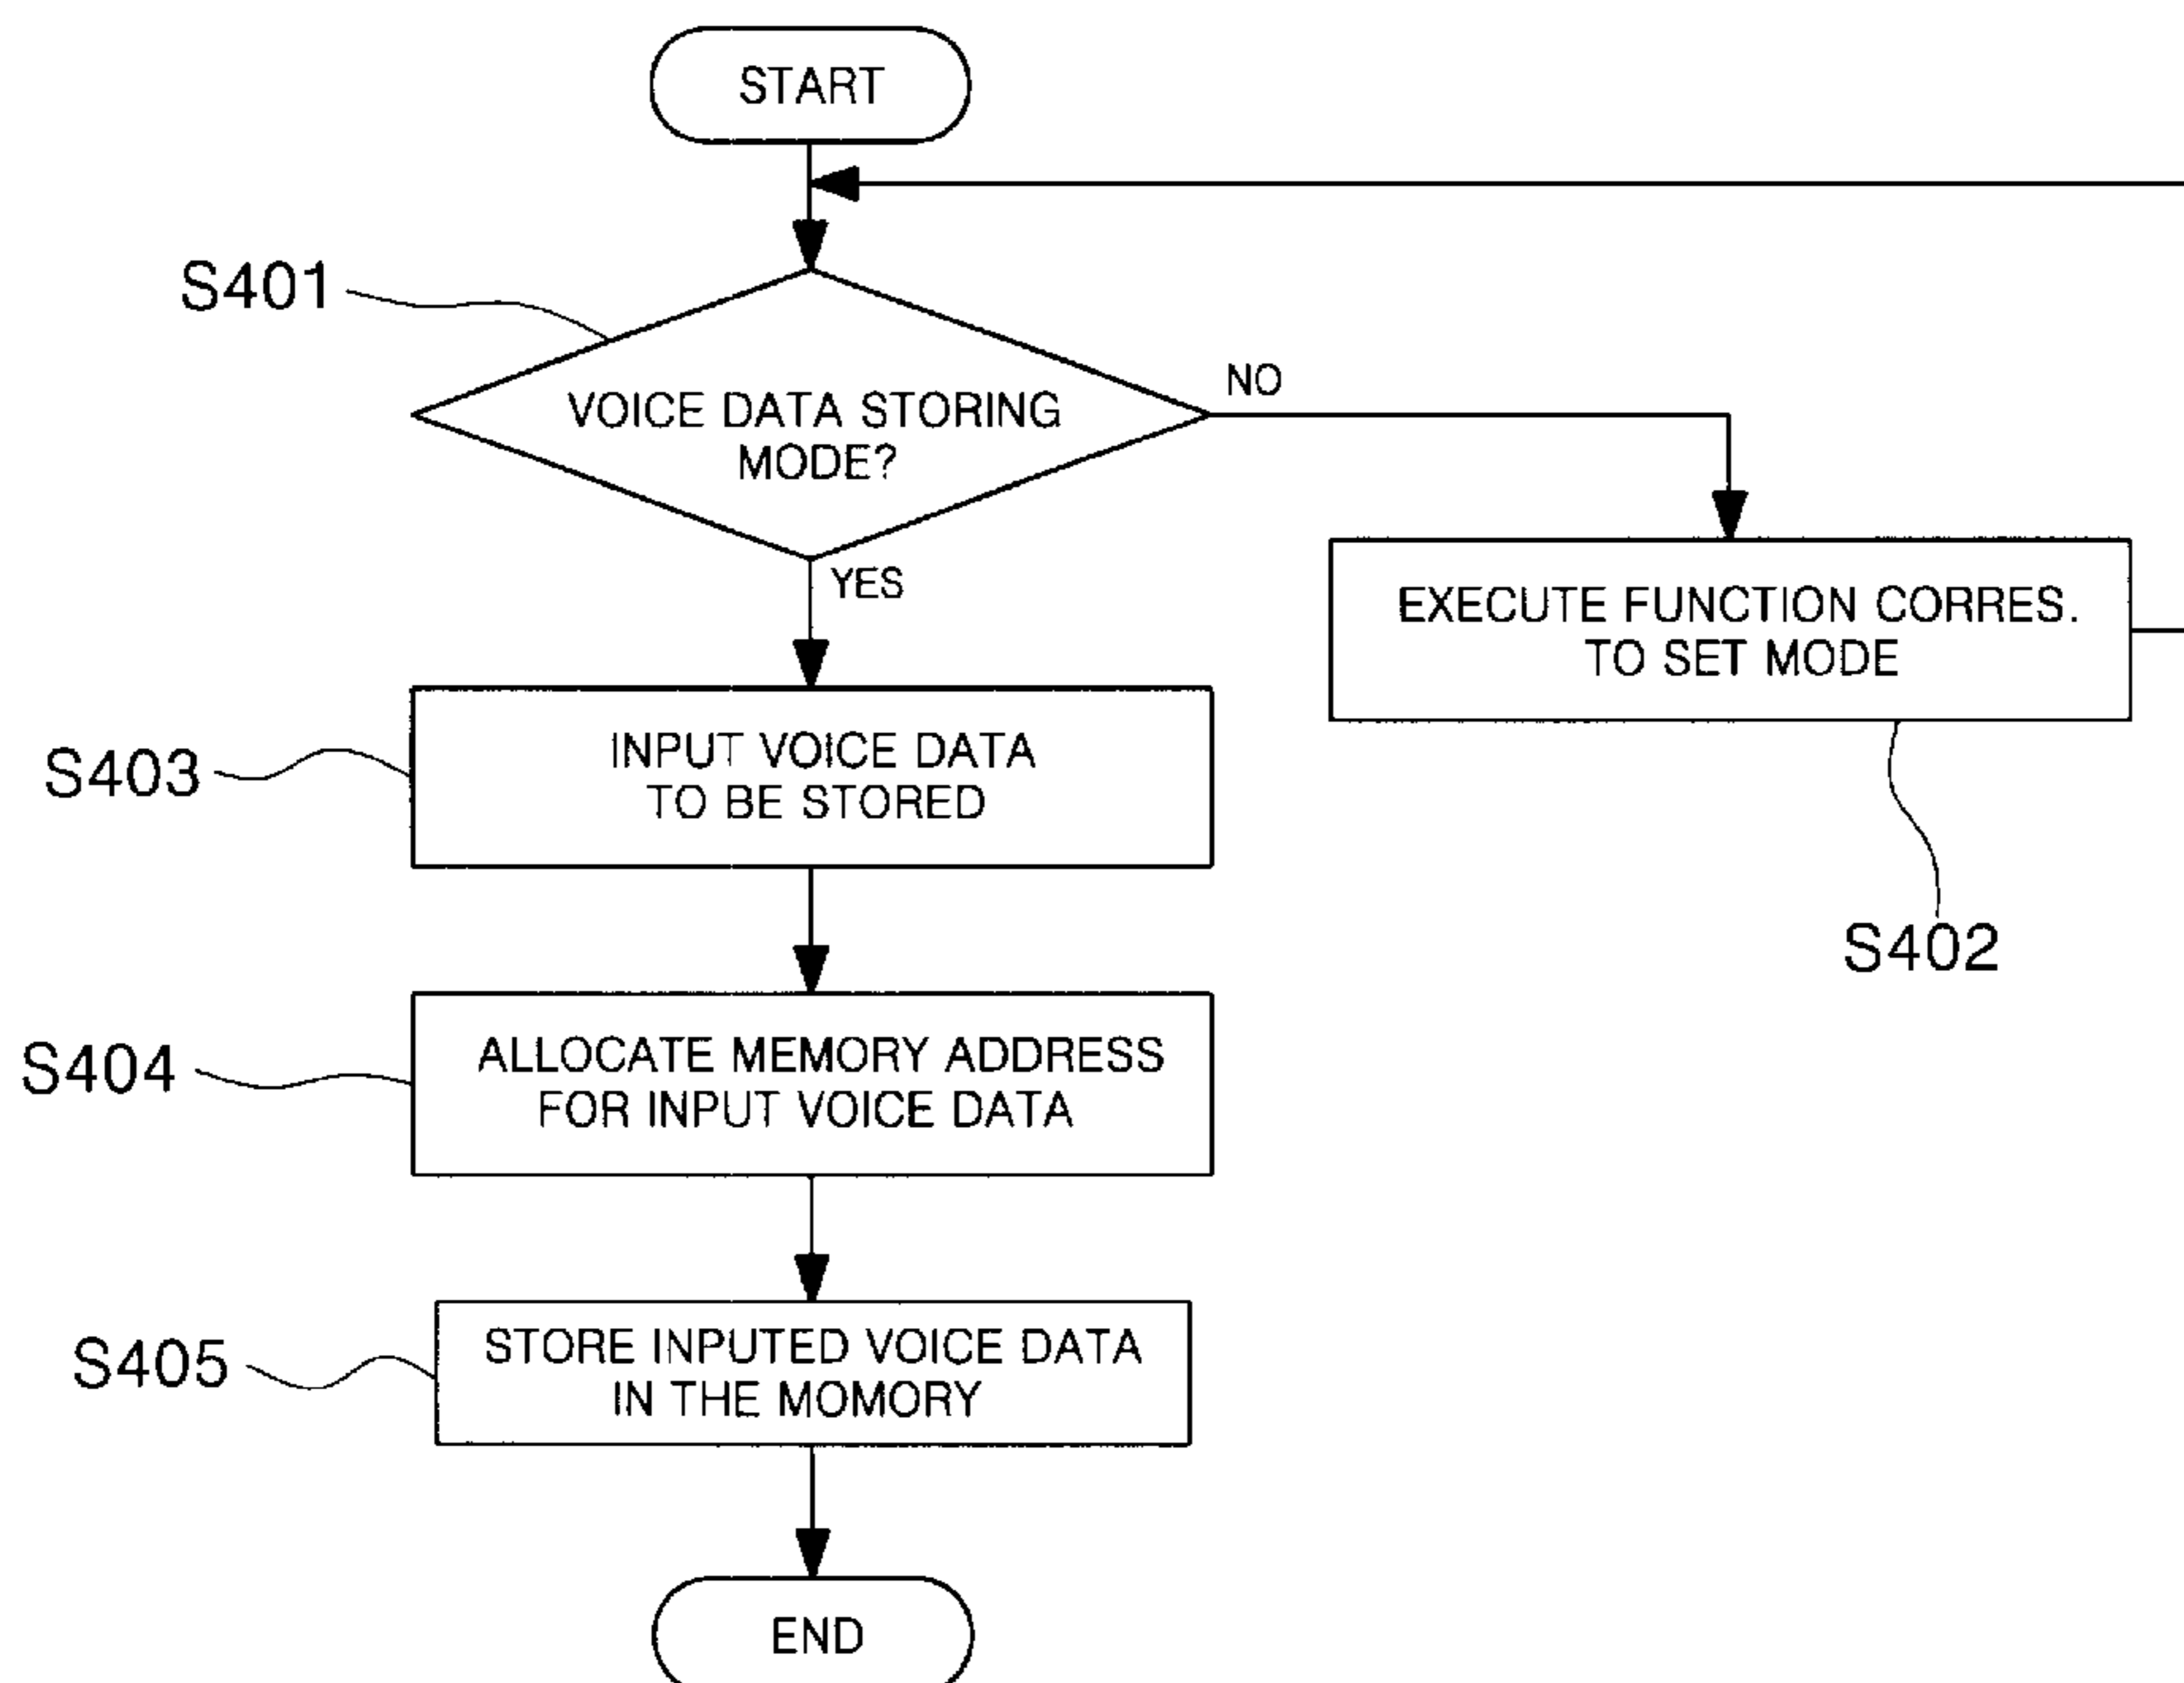 START
S401
VOICE DATA STORING
MODE?
NO
YES
EXECUTE FUNCTION CORRES.
TO SET MODE
S402
S403
INPUT VOICE DATA
TO BE STORED
S404
ALLOCATE MEMORY ADDRESS
FOR INPUT VOICE DATA
S405
STORE INPUTED VOICE DATA
IN THE MOMORY
END